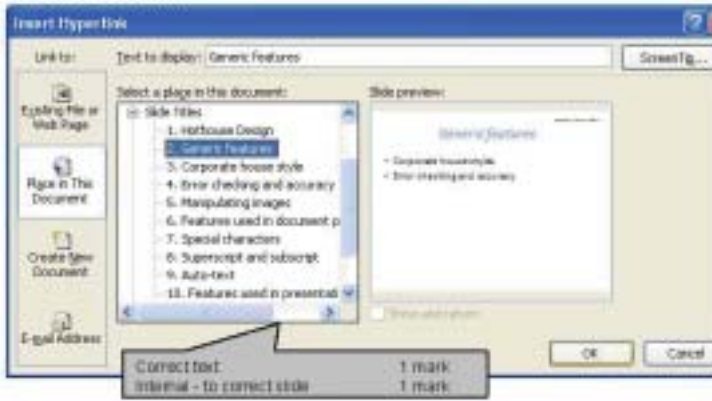 Insert Hyperlink
Link to:
Text to display: Generic features
ScreenTip...
Existing File or
Web Page
Place in This
Document
Create New
Document
E-mail Address
Select a place in this document:
Slide Titles
1. Hothouse Design
2. Generic features
3. Corporate house style
4. Error checking and accuracy
5. Manipulating images
6. Features used in document p
7. Special characters
8. Superscript and subscript
9. Auto-text
10. Features used in presentati
Slide preview:
Generic features
• Corporate house styles
• Error checking and accuracy
Show and return
OK
Cancel
Correct text 1 mark
Internal - to correct slide 1 mark